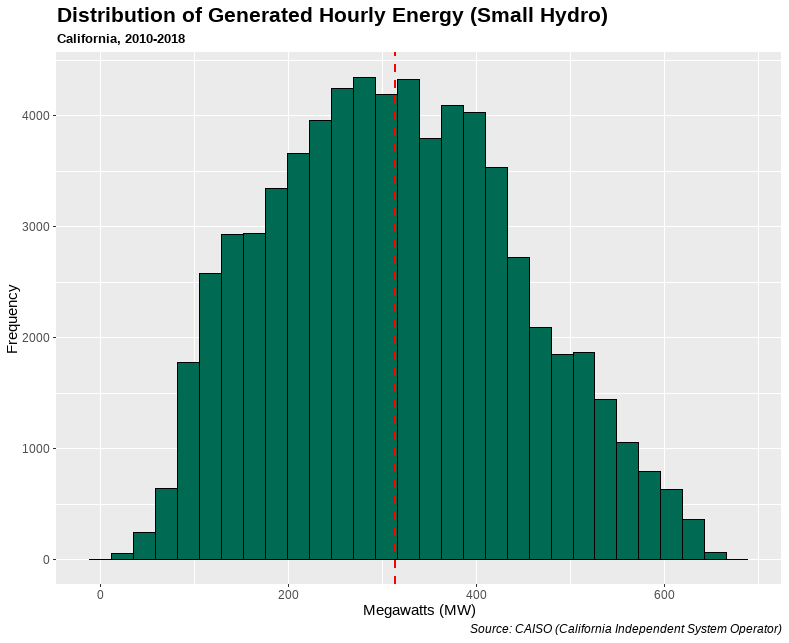 Distribution of Generated Hourly Energy (Small Hydro)
California, 2010-2018
4000
3000
2000
1000
0
Frequency
0 200 400 600
Megawatts (MW)
Source: CAISO (California Independent System Operator)